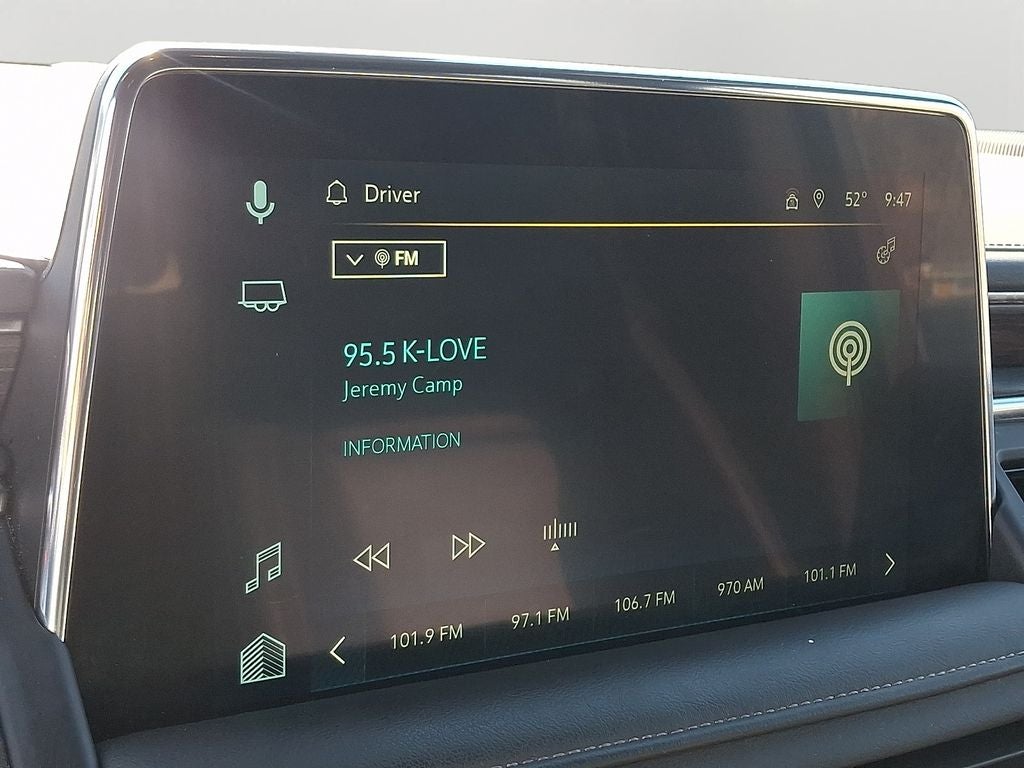 Driver
52° 9:47
FM
95.5 K-LOVE
Jeremy Camp
INFORMATION
101.9 FM 97.1 FM 106.7 FM 970 AM 101.1 FM